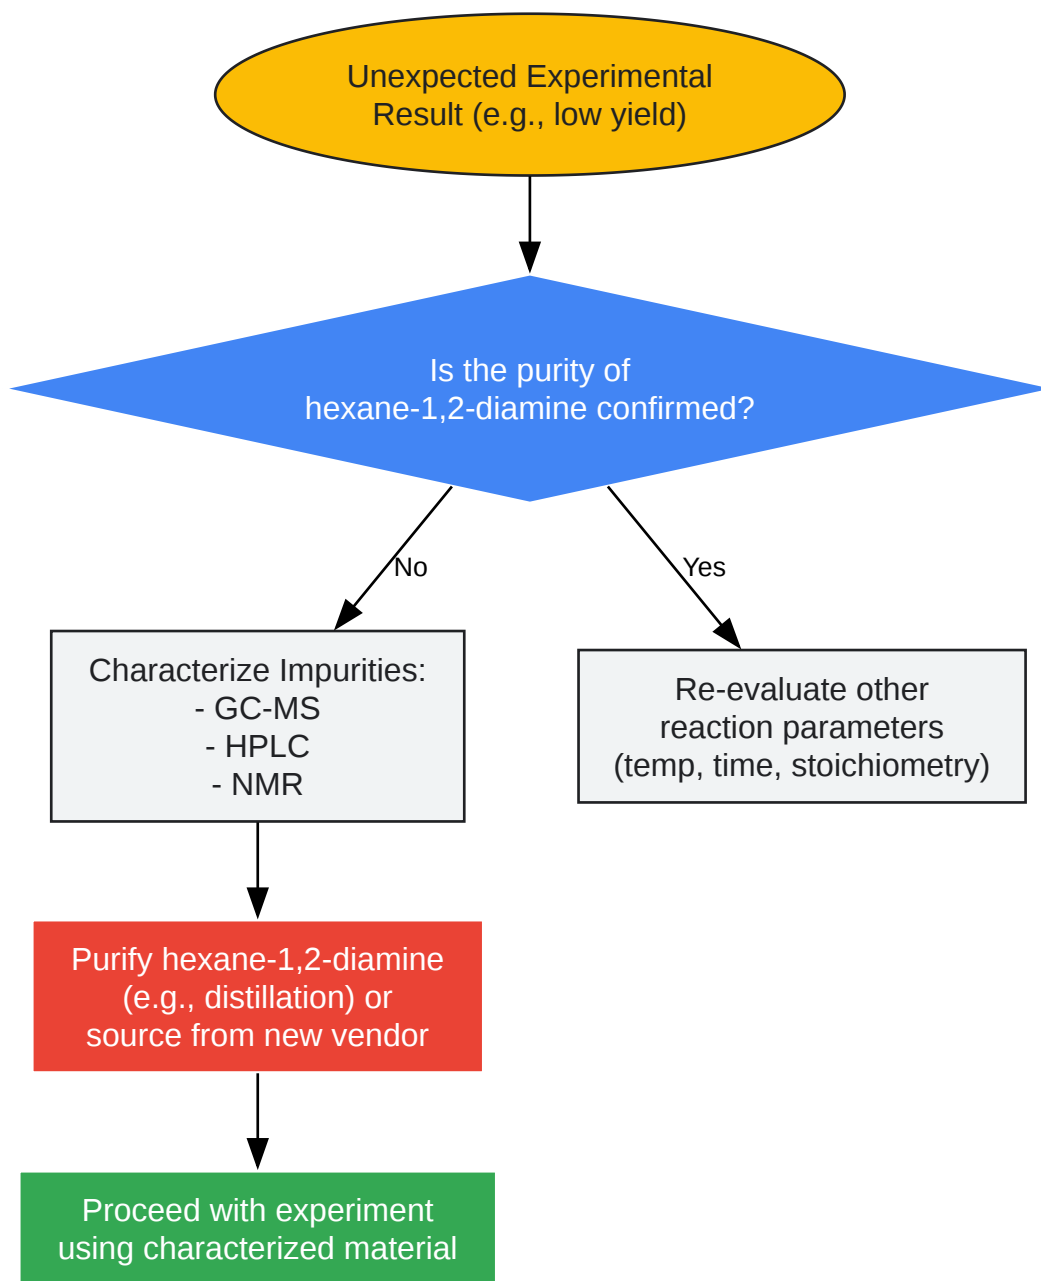 Unexpected Experimental
Result (e.g., low yield)
Is the purity of
hexane-1,2-diamine confirmed?
No
Yes
Characterize Impurities:
- GC-MS
- HPLC
- NMR
Re-evaluate other
reaction parameters
(temp, time, stoichiometry)
Purify hexane-1,2-diamine
(e.g., distillation) or
source from new vendor
Proceed with experiment
using characterized material